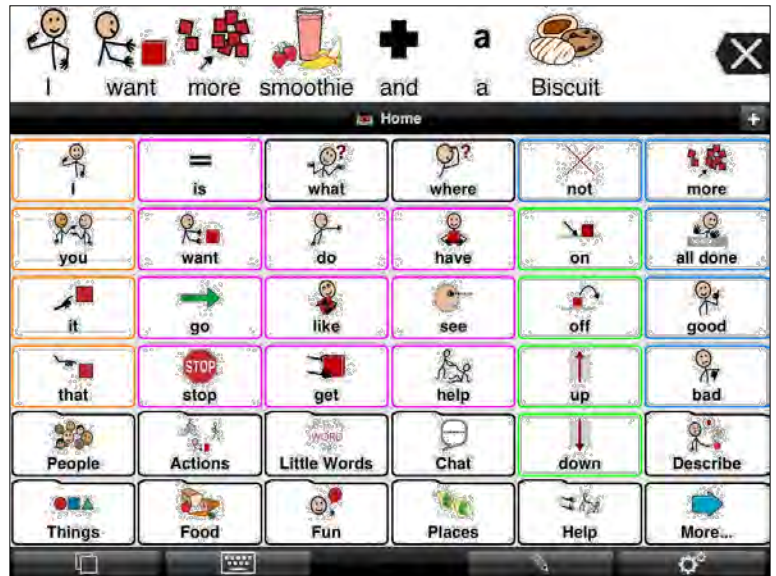 I want more smoothie and a Biscuit
a
Home
I is what where not more
you want do have on all done
it go like see off good
STOP
that stop get help up bad
WORD
People Actions Little Words Chat down Describe
Things Food Fun Places Help More...